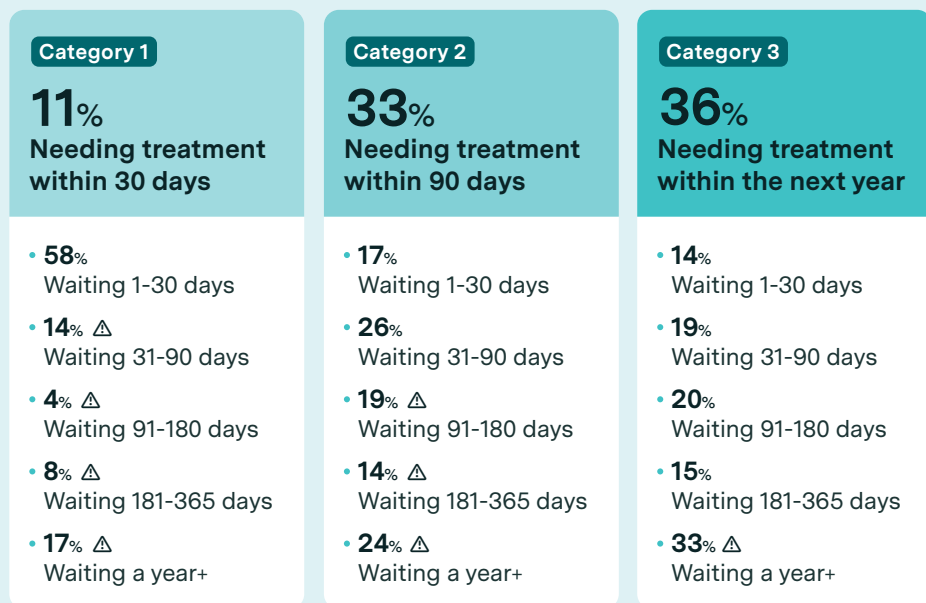 Category 1
11%
Needing treatment
within 30 days
• 58%
Waiting 1-30 days
• 14% ⚠
Waiting 31-90 days
• 4% ⚠
Waiting 91-180 days
• 8% ⚠
Waiting 181-365 days
• 17% ⚠
Waiting a year+
Category 2
33%
Needing treatment
within 90 days
• 17%
Waiting 1-30 days
• 26%
Waiting 31-90 days
• 19% ⚠
Waiting 91-180 days
• 14% ⚠
Waiting 181-365 days
• 24% ⚠
Waiting a year+
Category 3
36%
Needing treatment
within the next year
• 14%
Waiting 1-30 days
• 19%
Waiting 31-90 days
• 20%
Waiting 91-180 days
• 15%
Waiting 181-365 days
• 33% ⚠
Waiting a year+